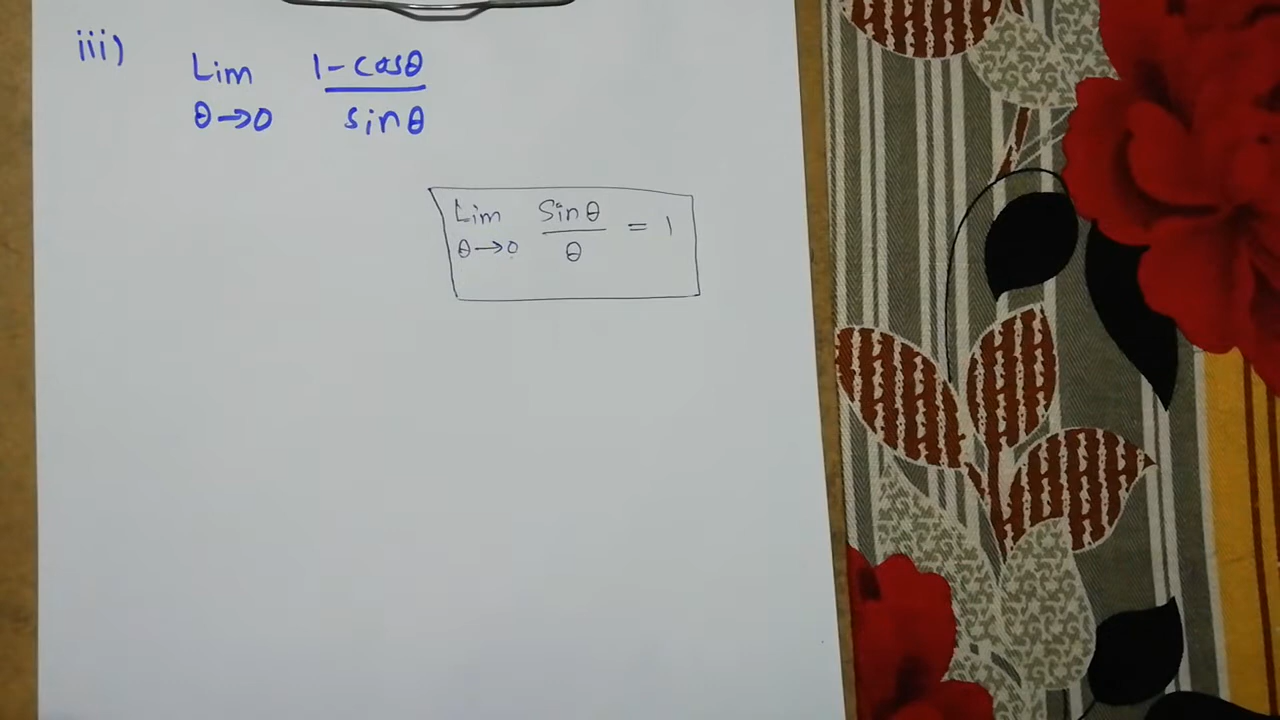 iii) Lim 1 - cosθ
θ→0 sinθ
Lim Sinθ
θ→0 θ = 1